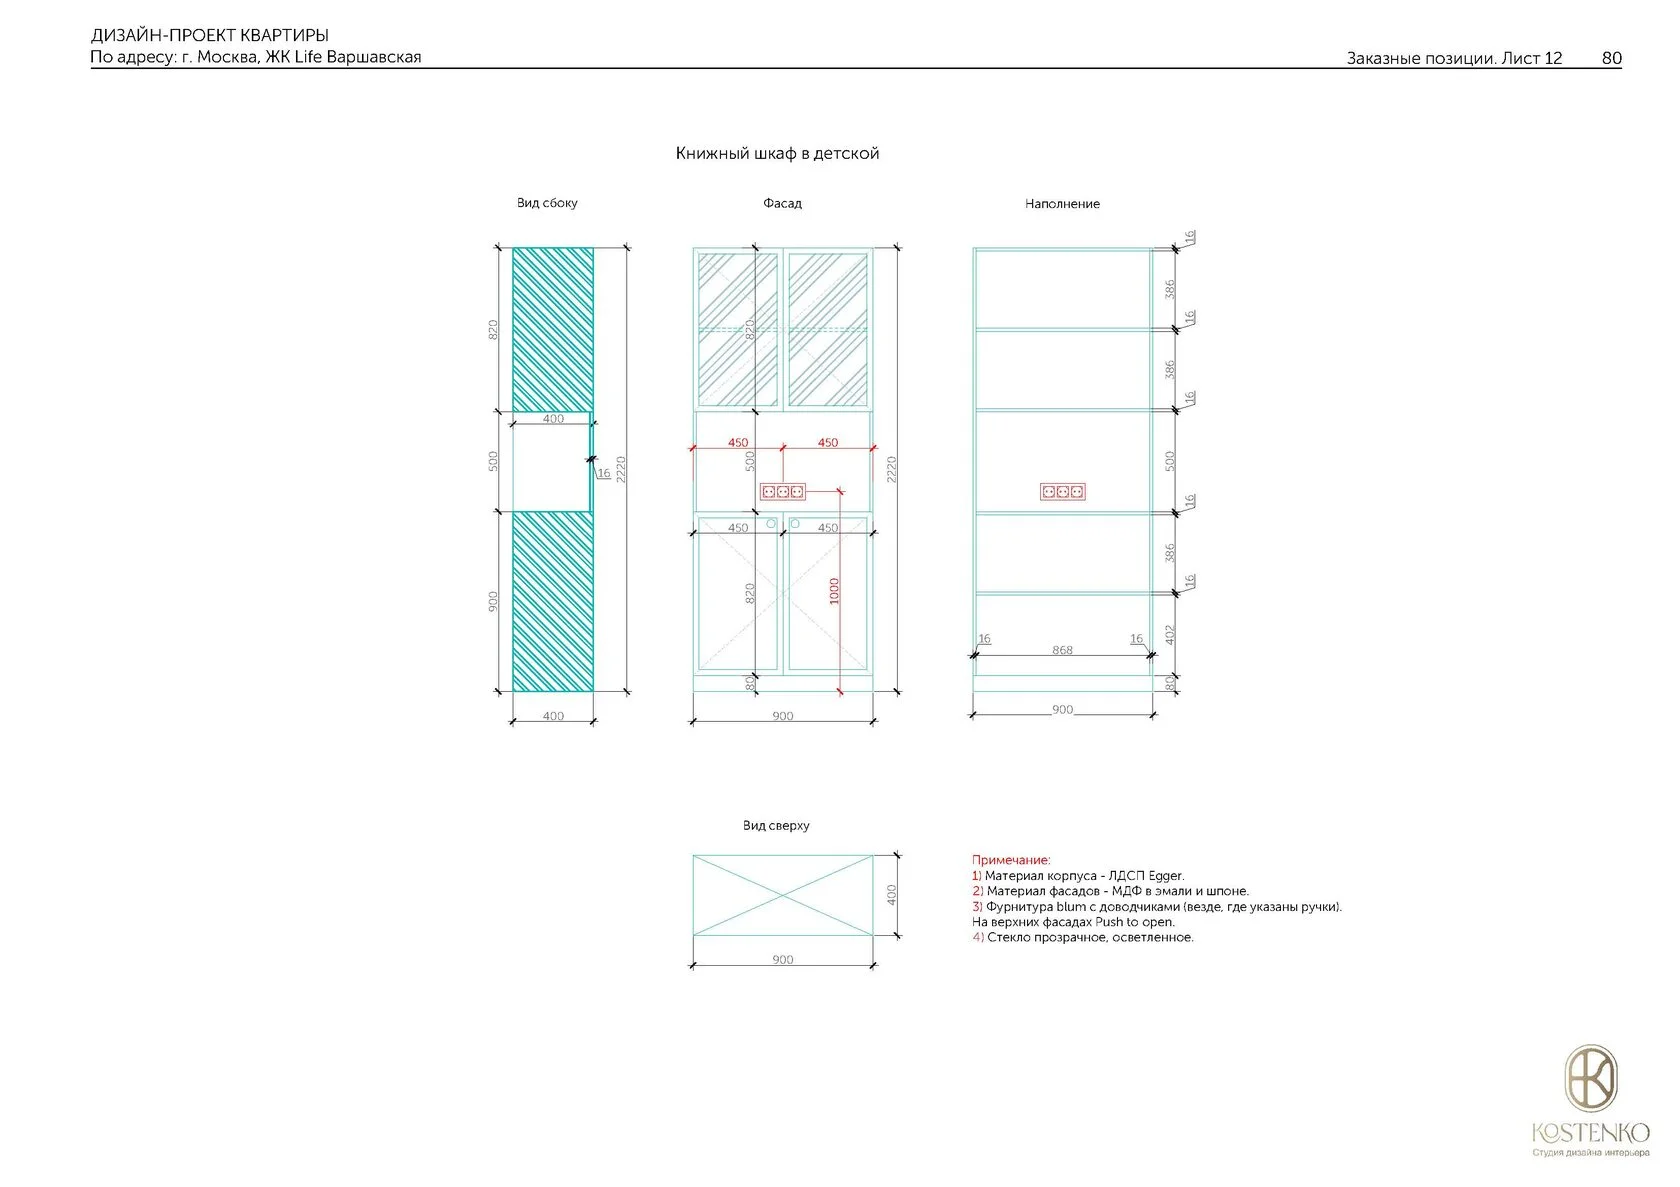 ДИЗАЙН-ПРОЕКТ КВАРТИРЫ
По адресу: г. Москва, ЖК Life Варшавская
Заказные позиции. Лист 12 80
Книжный шкаф в детской
Вид сбоку
820
500
900
400
16
2220
400
Фасад
820
450 450
500
450 450
820
1000
80
2220
900
Наполнение
16
386
16
386
16
500
16
386
16
402
80
16 868 16
900
Вид сверху
400
900
Примечание:
1) Материал корпуса - ЛДСП Egger.
2) Материал фасадов - МДФ в эмали и шпоне.
3) Фурнитура blum с доводчиками (везде, где указаны ручки).
На верхних фасадах Push to open.
4) Стекло прозрачное, осветленное.
KOSTENKO
Студия дизайна интерьера